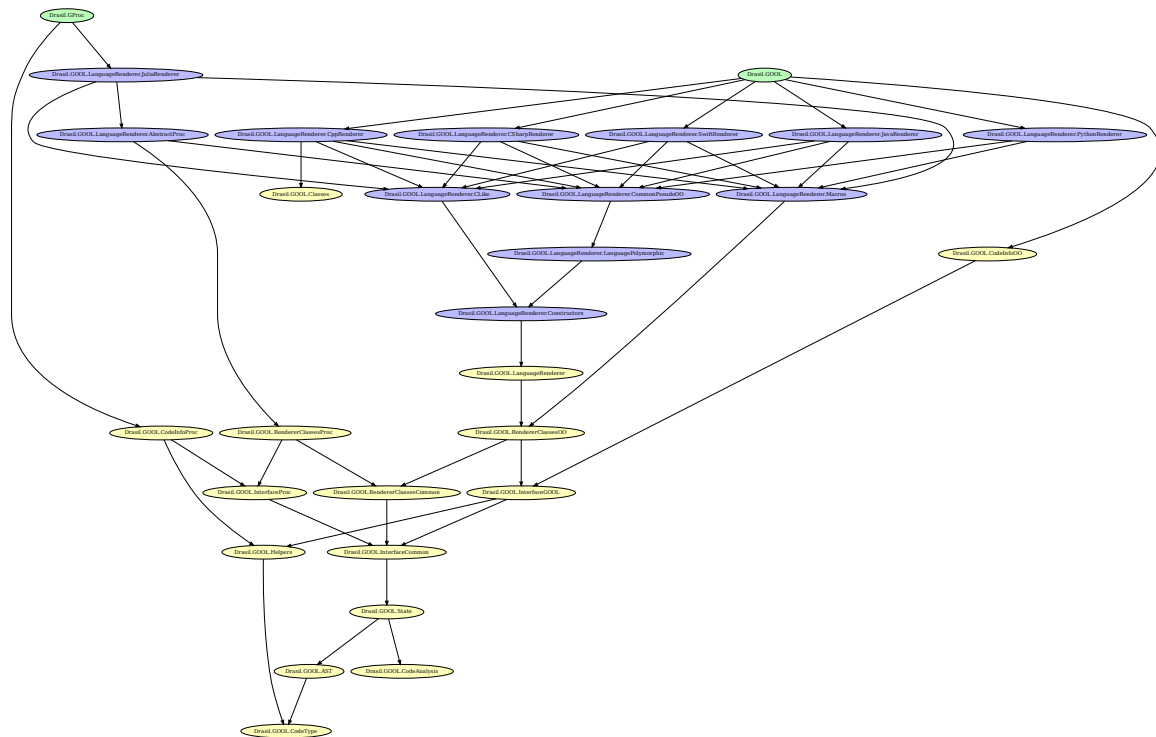 Drasil.GProc
Drasil.GOOL.LanguageRenderer.JuliaRenderer
Drasil.GOOL
Drasil.GOOL.LanguageRenderer.AbstractProc
Drasil.GOOL.LanguageRenderer.CppRenderer
Drasil.GOOL.LanguageRenderer.CSharpRenderer
Drasil.GOOL.LanguageRenderer.SwiftRenderer
Drasil.GOOL.LanguageRenderer.JavaRenderer
Drasil.GOOL.LanguageRenderer.PythonRenderer
Drasil.GOOL.Classes
Drasil.GOOL.LanguageRenderer.CLike
Drasil.GOOL.LanguageRenderer.CommonPseudoOO
Drasil.GOOL.LanguageRenderer.Macros
Drasil.GOOL.LanguageRenderer.LanguagePolymorphic
Drasil.GOOL.CodeInfoOO
Drasil.GOOL.LanguageRenderer.Constructors
Drasil.GOOL.LanguageRenderer
Drasil.GOOL.CodeInfoProc
Drasil.GOOL.RendererClassesProc
Drasil.GOOL.RendererClassesOO
Drasil.GOOL.InterfaceProc
Drasil.GOOL.RendererClassesCommon
Drasil.GOOL.InterfaceGOOL
Drasil.GOOL.Helpers
Drasil.GOOL.InterfaceCommon
Drasil.GOOL.State
Drasil.GOOL.AST
Drasil.GOOL.CodeAnalysis
Drasil.GOOL.CodeType